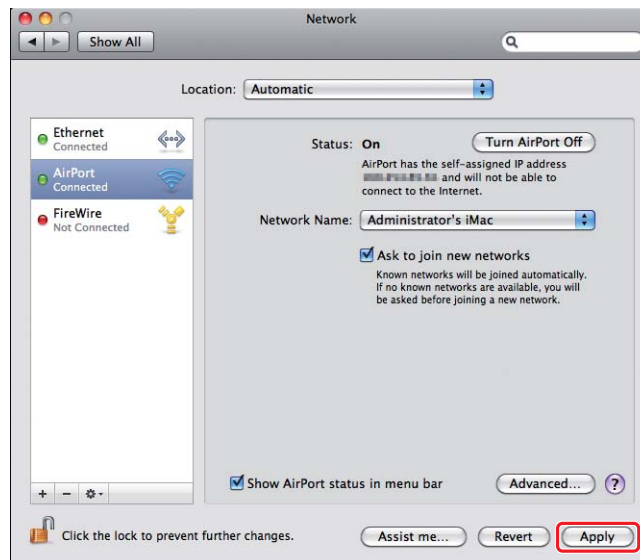 Network
Show All
Location: Automatic
Ethernet
Connected
AirPort
Connected
FireWire
Not Connected
Status: On
Turn AirPort Off
AirPort has the self-assigned IP address
and will not be able to
connect to the Internet.
Network Name: Administrator's iMac
Ask to join new networks
Known networks will be joined automatically.
If no known networks are available, you will
be asked before joining a new network.
Show AirPort status in menu bar
Advanced...
?
+ −
Click the lock to prevent further changes.
Assist me...
Revert
Apply